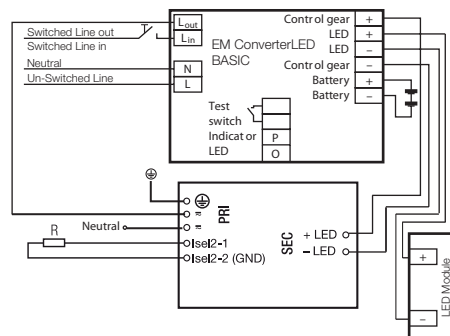 Switched Line out
Switched Line in
Neutral
Un-Switched Line
Lout
Lin
N
L
EM ConverterLED
BASIC
Control gear +
LED +
LED –
Control gear –
Battery +
Battery –
Test
switch
Indicat or P
LED O
PRI
Neutral
R
Isel2-1
Isel2-2 (GND)
SEC
+ LED
– LED
+
LED Module
–